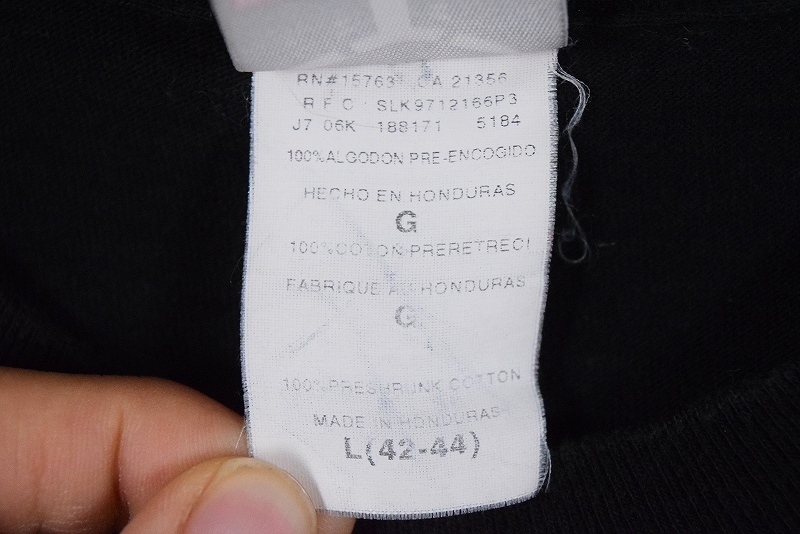 RN#15763 CA 21356
R F C SLK9712166P3
J7 06K 188171 5184
100%ALGODON PRE-ENCOGIDO
HECHO EN HONDURAS
G
100%COTON PRERETRECI
FABRIQUE AU HONDURAS
G
100%PRESHRUNK COTTON
MADE IN HONDURAS
L(42-44)